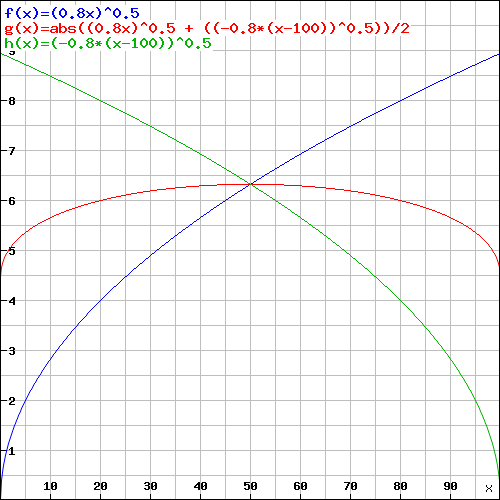 f(x)=(0.8x)^0.5
g(x)=abs((0.8x)^0.5 + ((-0.8*(x-100))^0.5))/2
h(x)=(-0.8*(x-100))^0.5
9
8
7
6
5
4
3
2
1
10 20 30 40 50 60 70 80 90 x